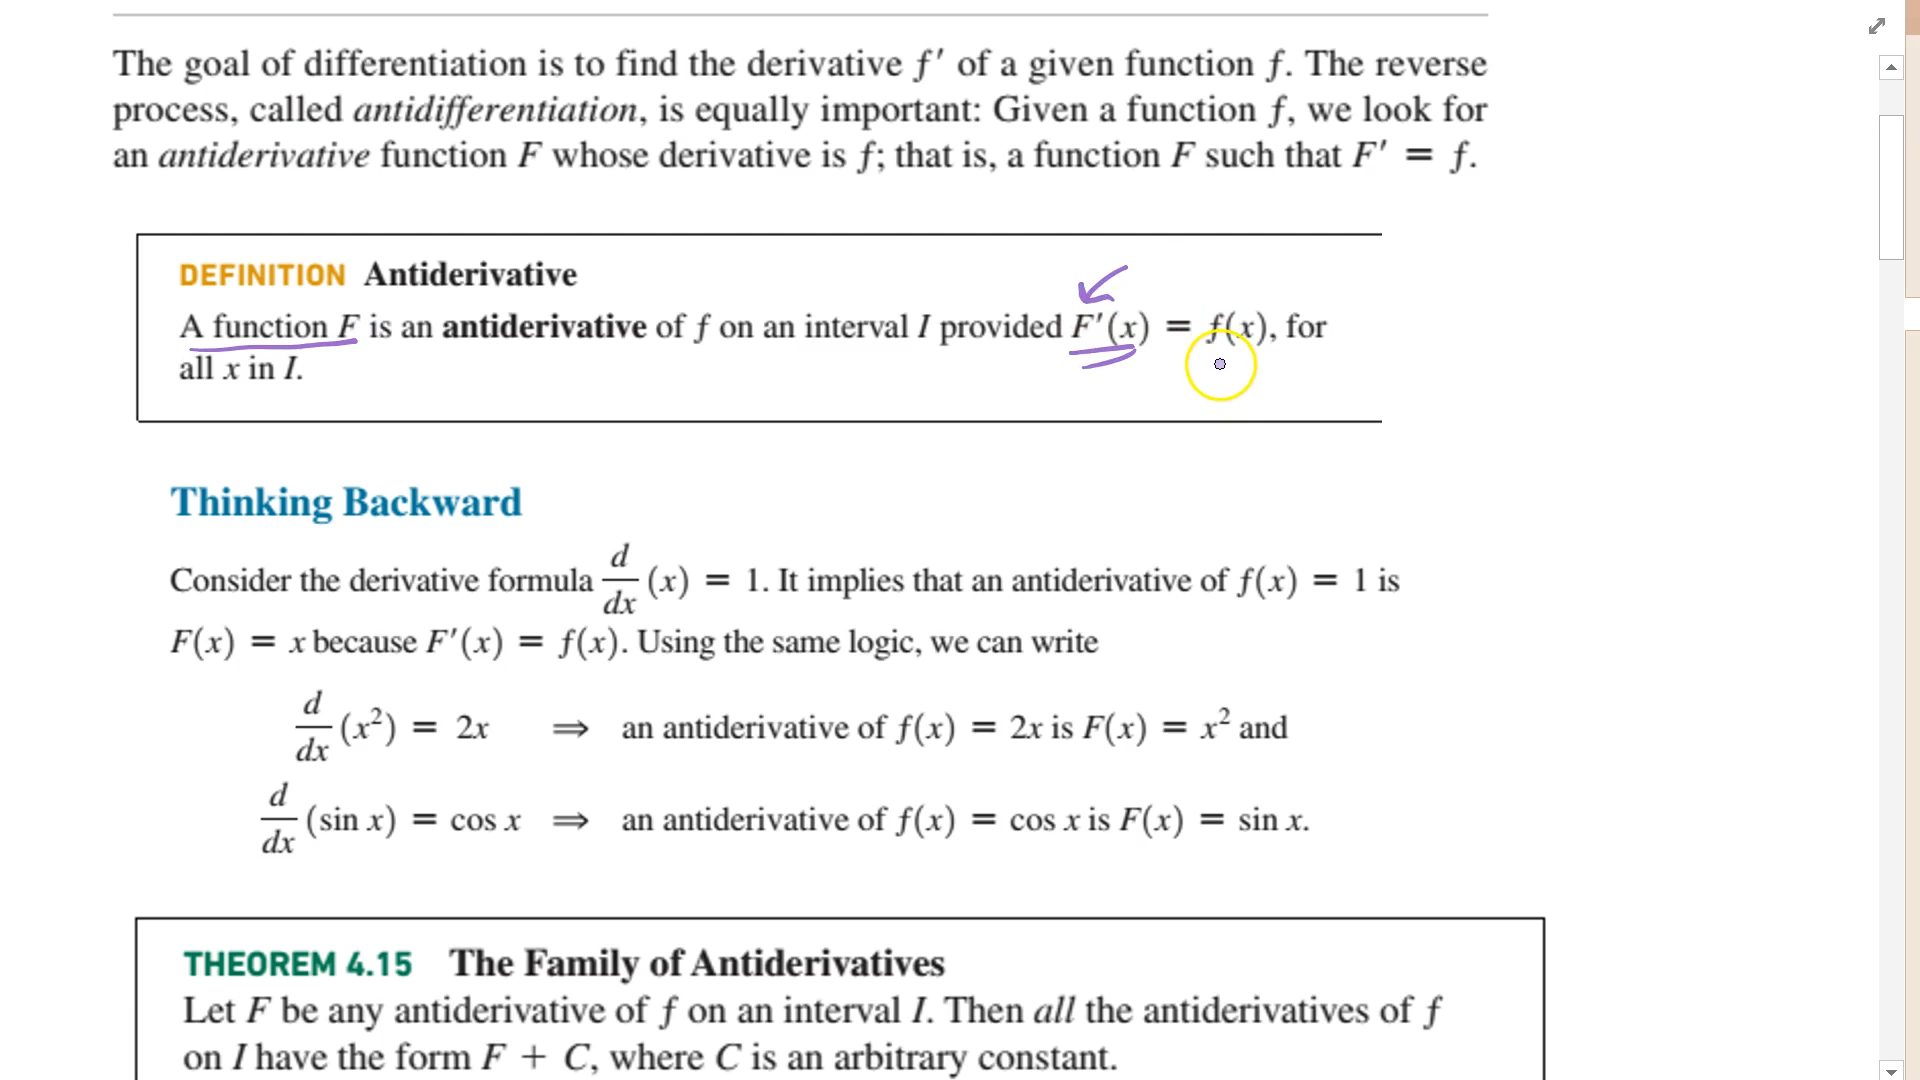 The goal of differentiation is to find the derivative f′ of a given function f. The reverse
process, called antidifferentiation, is equally important: Given a function f, we look for
an antiderivative function F whose derivative is f; that is, a function F such that F′ = f.
DEFINITION Antiderivative
A function F is an antiderivative of f on an interval I provided F′(x) = f(x), for
all x in I.
Thinking Backward
Consider the derivative formula d/dx (x) = 1. It implies that an antiderivative of f(x) = 1 is
F(x) = x because F′(x) = f(x). Using the same logic, we can write
d/dx (x²) = 2x ⇒ an antiderivative of f(x) = 2x is F(x) = x² and
d/dx (sin x) = cos x ⇒ an antiderivative of f(x) = cos x is F(x) = sin x.
THEOREM 4.15 The Family of Antiderivatives
Let F be any antiderivative of f on an interval I. Then all the antiderivatives of f
on I have the form F + C, where C is an arbitrary constant.